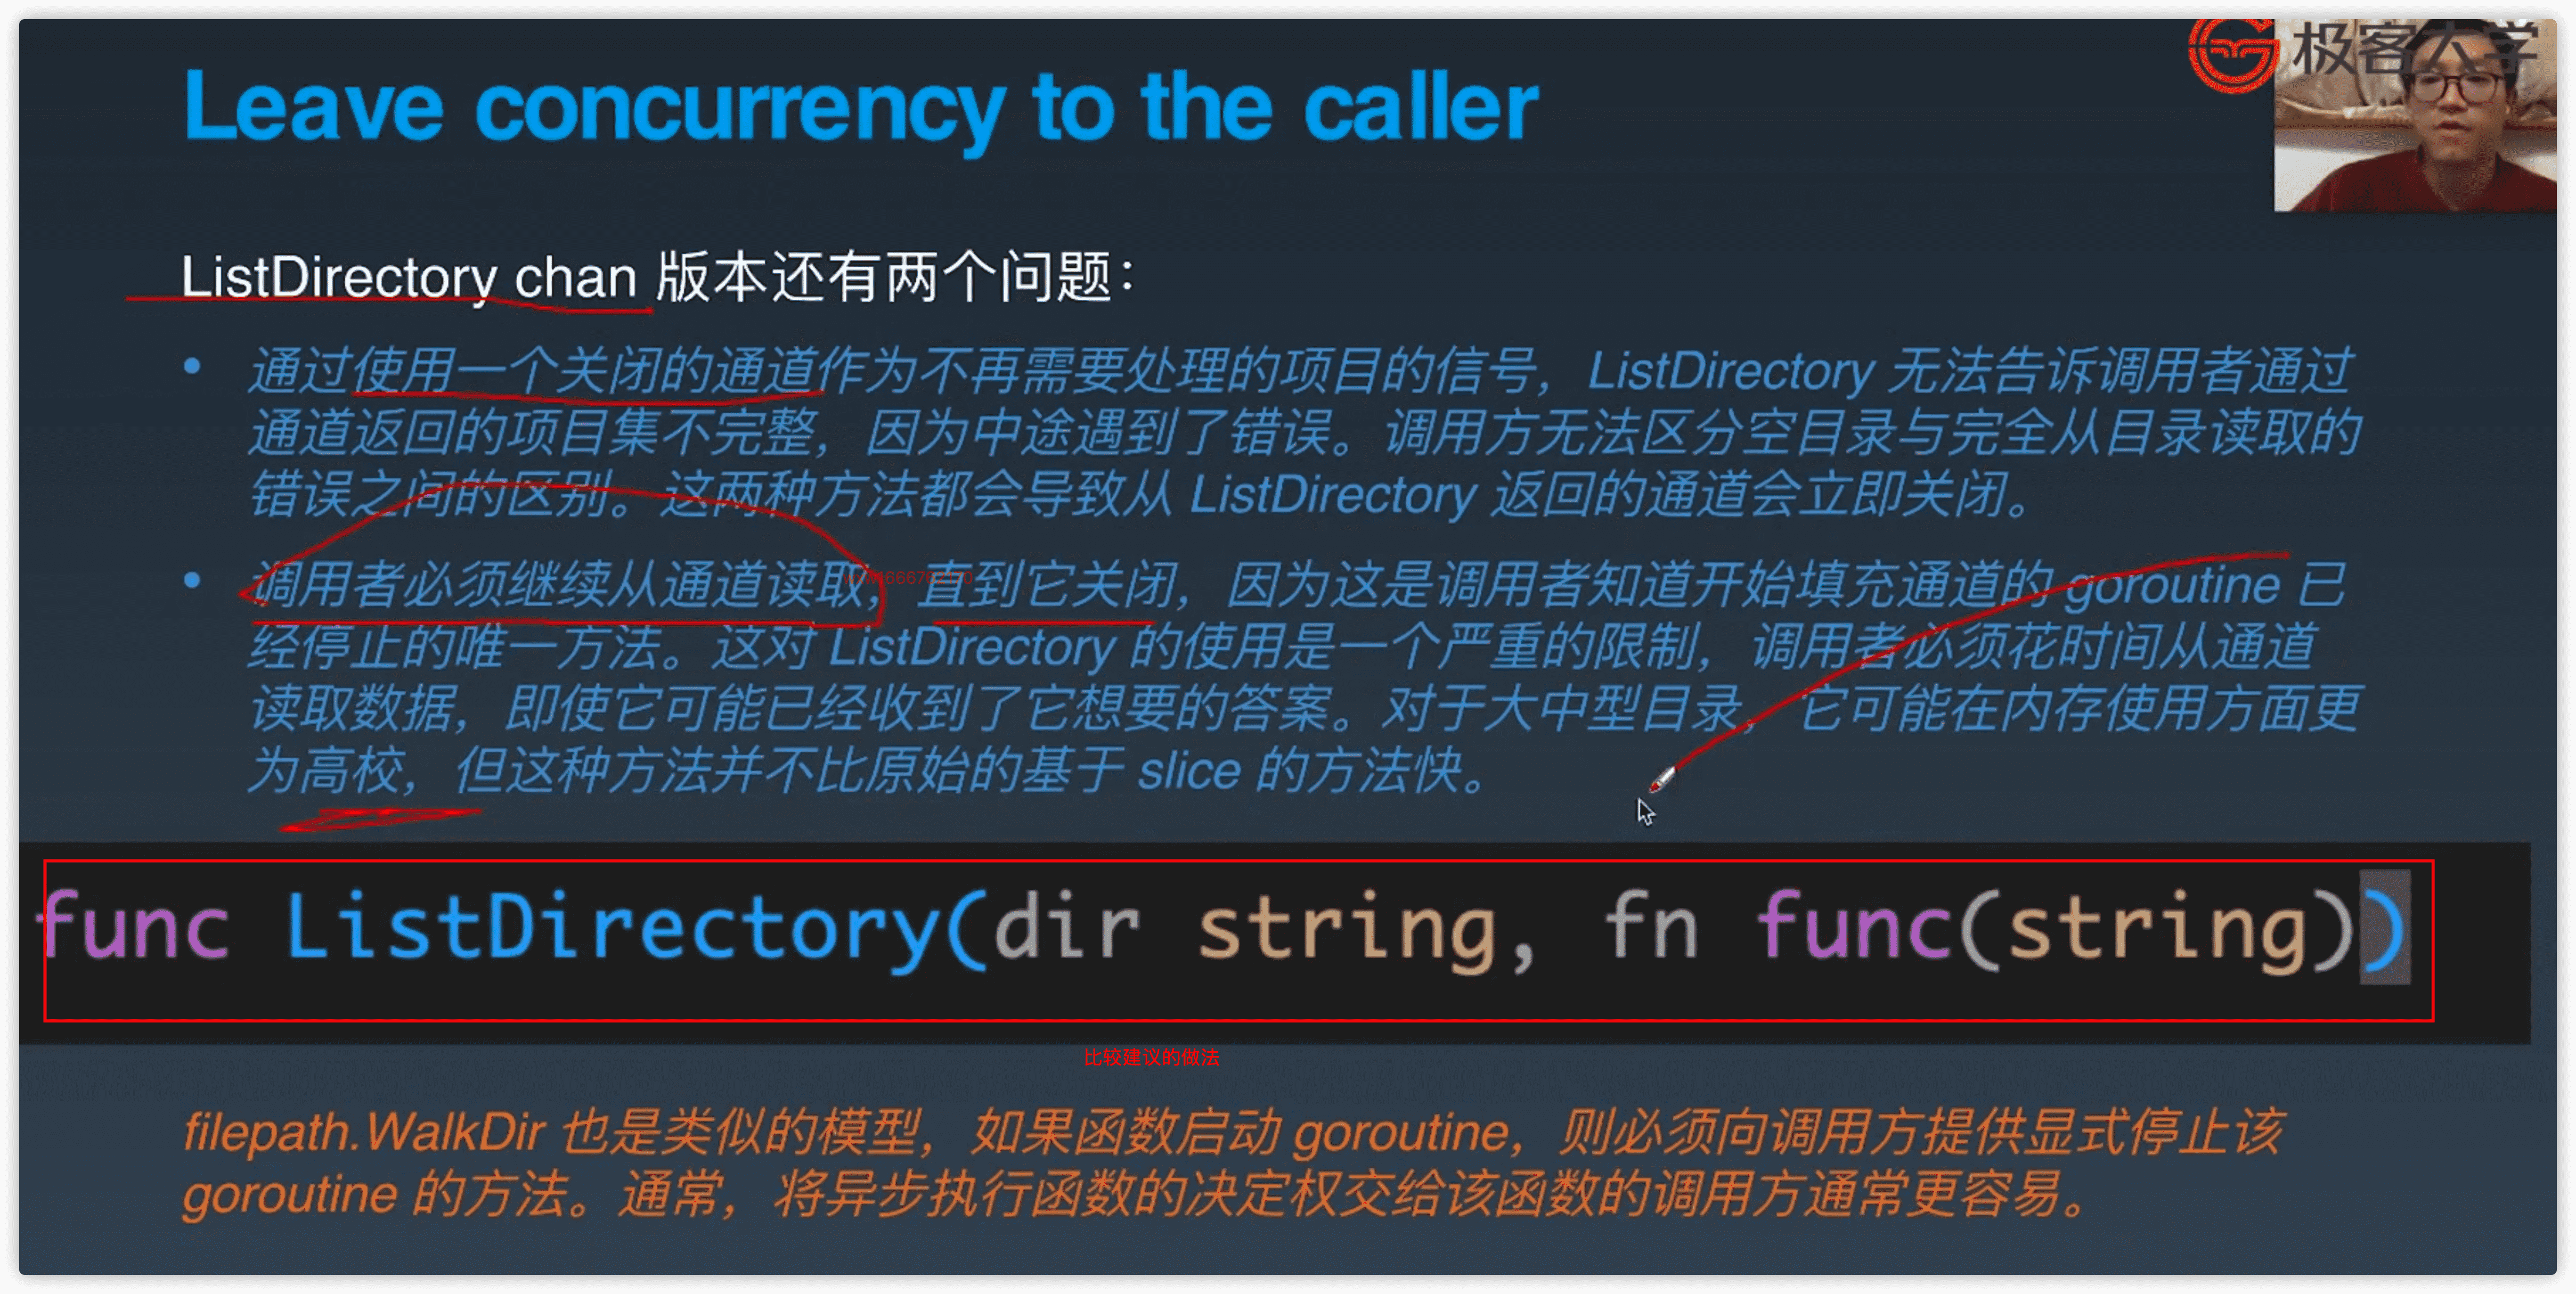 极客大学
Leave concurrency to the caller
ListDirectory chan 版本还有两个问题：
• 通过使用一个关闭的通道作为不再需要处理的项目的信号，ListDirectory 无法告诉调用者通过
通道返回的项目集不完整，因为中途遇到了错误。调用方无法区分空目录与完全从目录读取的
错误之间的区别。这两种方法都会导致从 ListDirectory 返回的通道会立即关闭。
• 调用者必须继续从通道读取，直到它关闭，因为这是调用者知道开始填充通道的 goroutine 已
经停止的唯一方法。这对 ListDirectory 的使用是一个严重的限制，调用者必须花时间从通道
读取数据，即使它可能已经收到了它想要的答案。对于大中型目录，它可能在内存使用方面更
为高校，但这种方法并不比原始的基于 slice 的方法快。
func ListDirectory(dir string, fn func(string))
比较建议的做法
filepath.WalkDir 也是类似的模型，如果函数启动 goroutine，则必须向调用方提供显式停止该
goroutine 的方法。通常，将异步执行函数的决定权交给该函数的调用方通常更容易。